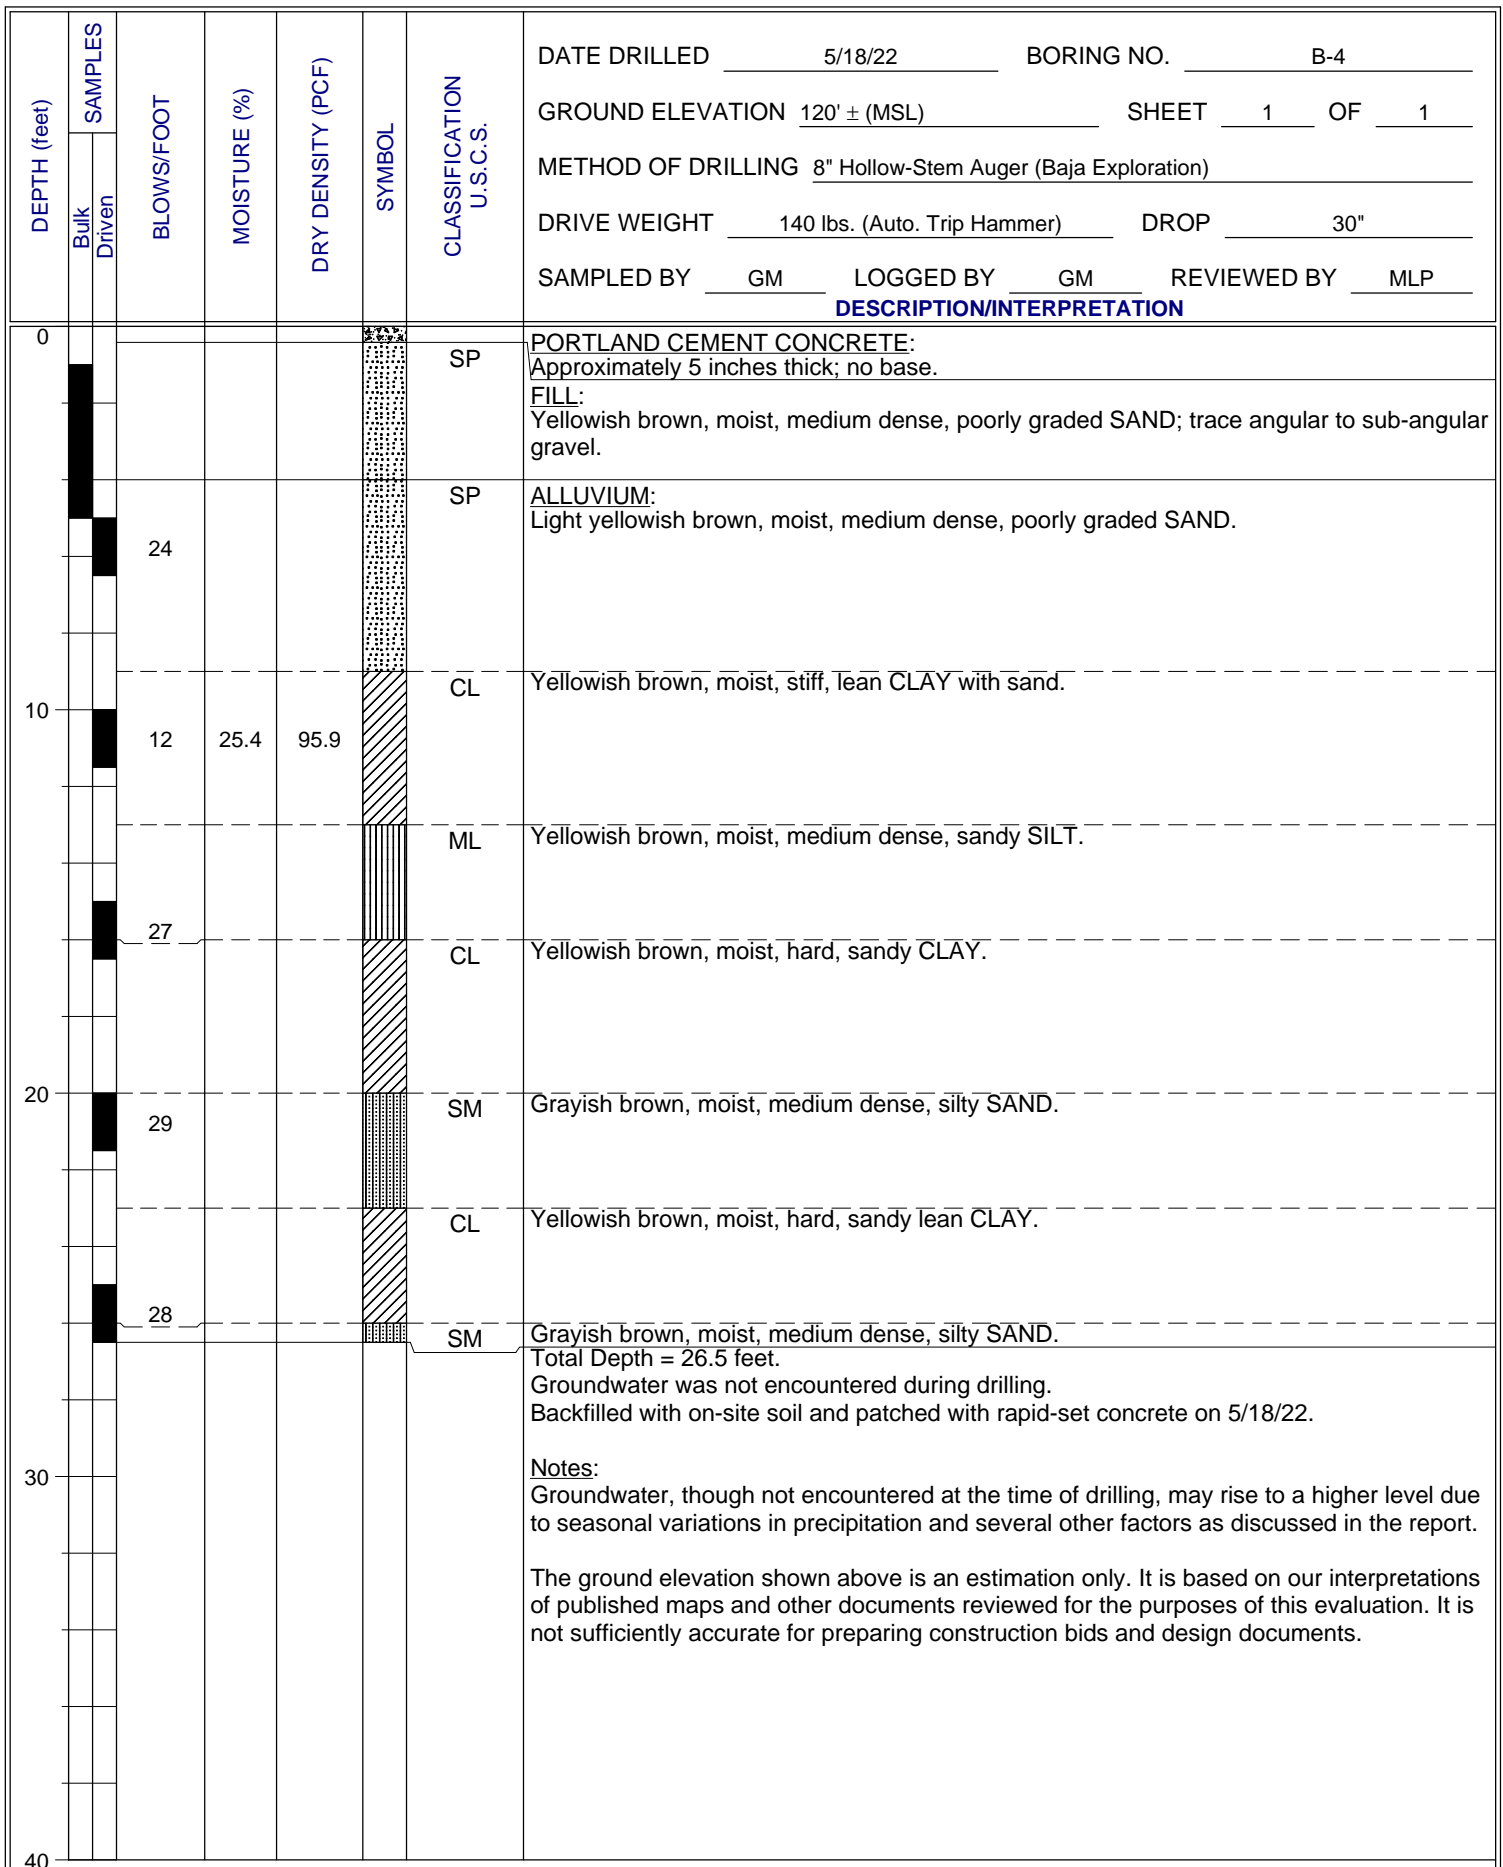 DEPTH (feet)
SAMPLES
Bulk
Driven
BLOWS/FOOT
MOISTURE (%)
DRY DENSITY (PCF)
SYMBOL
CLASSIFICATION
U.S.C.S.
DATE DRILLED 5/18/22 BORING NO. B-4
GROUND ELEVATION 120' ± (MSL) SHEET 1 OF 1
METHOD OF DRILLING 8" Hollow-Stem Auger (Baja Exploration)
DRIVE WEIGHT 140 lbs. (Auto. Trip Hammer) DROP 30"
SAMPLED BY GM LOGGED BY GM REVIEWED BY MLP
DESCRIPTION/INTERPRETATION
0
PORTLAND CEMENT CONCRETE:
SP
Approximately 5 inches thick; no base.
FILL:
Yellowish brown, moist, medium dense, poorly graded SAND; trace angular to sub-angular
gravel.
SP ALLUVIUM:
Light yellowish brown, moist, medium dense, poorly graded SAND.
24
CL Yellowish brown, moist, stiff, lean CLAY with sand.
10
12 25.4 95.9
ML Yellowish brown, moist, medium dense, sandy SILT.
27
CL Yellowish brown, moist, hard, sandy CLAY.
20
SM Grayish brown, moist, medium dense, silty SAND.
29
CL Yellowish brown, moist, hard, sandy lean CLAY.
28
SM Grayish brown, moist, medium dense, silty SAND.
Total Depth = 26.5 feet.
Groundwater was not encountered during drilling.
Backfilled with on-site soil and patched with rapid-set concrete on 5/18/22.
30
Notes:
Groundwater, though not encountered at the time of drilling, may rise to a higher level due
to seasonal variations in precipitation and several other factors as discussed in the report.
The ground elevation shown above is an estimation only. It is based on our interpretations
of published maps and other documents reviewed for the purposes of this evaluation. It is
not sufficiently accurate for preparing construction bids and design documents.
40